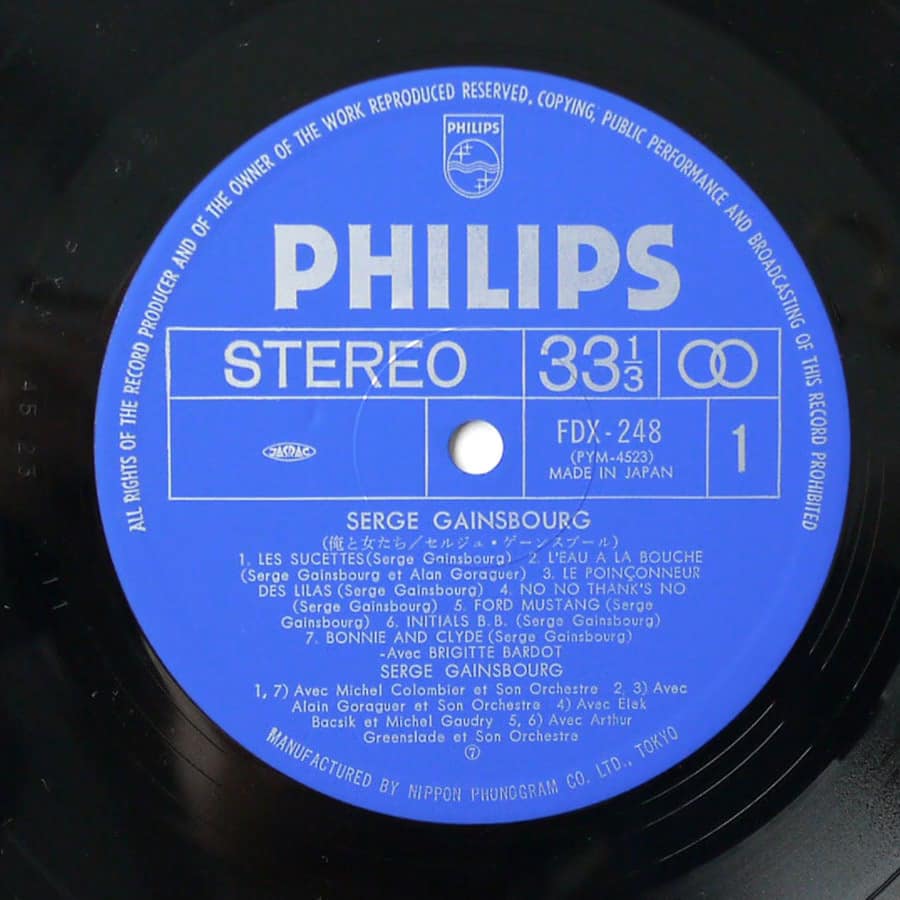 ALL RIGHTS OF THE RECORD PRODUCER AND OF THE OWNER OF THE WORK REPRODUCED RESERVED. COPYING, PUBLIC PERFORMANCE AND BROADCASTING OF THIS RECORD PROHIBITED
PHILIPS
PHILIPS
STEREO
33 1/3
JASRAC
FDX-248
(PYM-4523)
MADE IN JAPAN
1
SERGE GAINSBOURG
(俺と女たち/セルジュ・ゲーンスブール)
1. LES SUCETTES(Serge Gainsbourg) 2. L'EAU A LA BOUCHE
(Serge Gainsbourg et Alan Goraguer) 3. LE POINÇONNEUR
DES LILAS (Serge Gainsbourg) 4. NO NO THANK'S NO
(Serge Gainsbourg) 5. FORD MUSTANG (Serge
Gainsbourg) 6. INITIALS B.B. (Serge Gainsbourg)
7. BONNIE AND CLYDE(Serge Gainsbourg)
-Avec BRIGITTE BARDOT
SERGE GAINSBOURG
1, 7) Avec Michel Colombier et Son Orchestre 2, 3) Avec
Alain Goraguer et Son Orchestre 4) Avec Elek
Bacsik et Michel Gaudry 5, 6) Avec Arthur
Greenslade et Son Orchestre
⑦
MANUFACTURED BY NIPPON PHONOGRAM CO. LTD., TOKYO